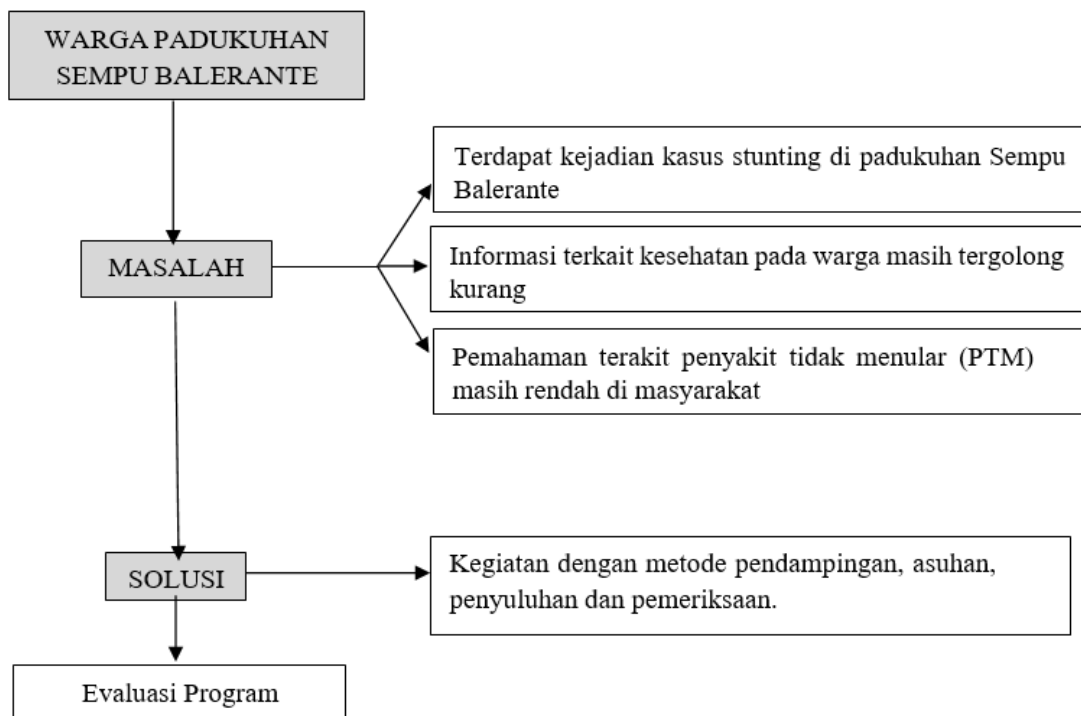 WARGA PADUKUHAN
SEMPU BALERANTE
Terdapat kejadian kasus stunting di padukuhan Sempu
Balerante
MASALAH
Informasi terkait kesehatan pada warga masih tergolong
kurang
Pemahaman terakit penyakit tidak menular (PTM)
masih rendah di masyarakat
SOLUSI
Kegiatan dengan metode pendampingan, asuhan,
penyuluhan dan pemeriksaan.
Evaluasi Program